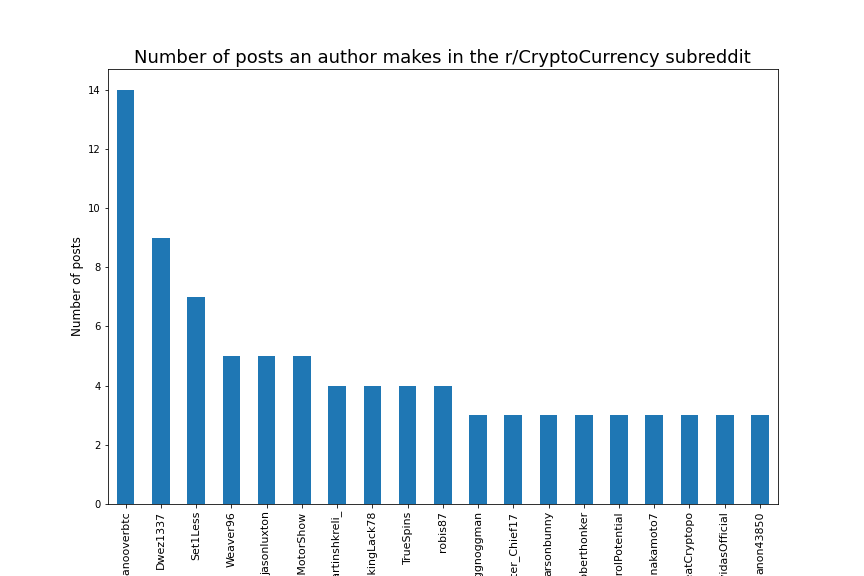 Number of posts an author makes in the r/CryptoCurrency subreddit
Number of posts
14
12
10
8
6
4
2
0
anooverbtc
Dwez1337
Set1Less
Weaver96
jasonluxton
MotorShow
artinshkreli_
kingLack78
TrueSpins
robis87
ggnoggman
ter_Chief17
arsonbunny
oberthonker
rolPotential
nakamoto7
eatCryptopo
vidasOfficial
anon43850